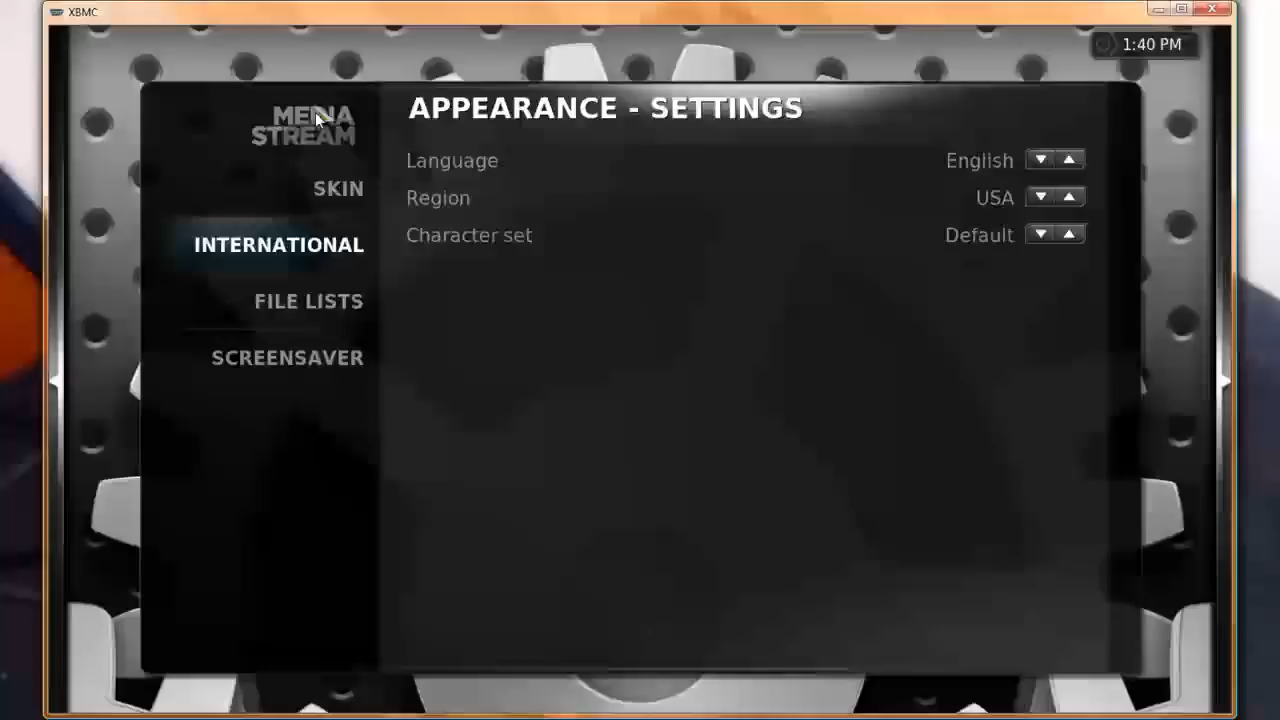 XBMC
1:40 PM
MEDIA
STREAM
APPEARANCE - SETTINGS
SKIN
INTERNATIONAL
FILE LISTS
SCREENSAVER
Language English
Region USA
Character set Default